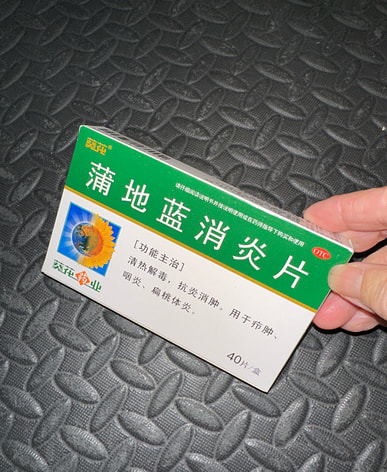 葵花®
请仔细阅读说明书并按说明使用或在药师指导下购买和使用
蒲地蓝消炎片
OTC
[功能主治]
清热解毒、抗炎消肿,用于疖肿、
咽炎、扁桃体炎。
葵花药业
40片/盒